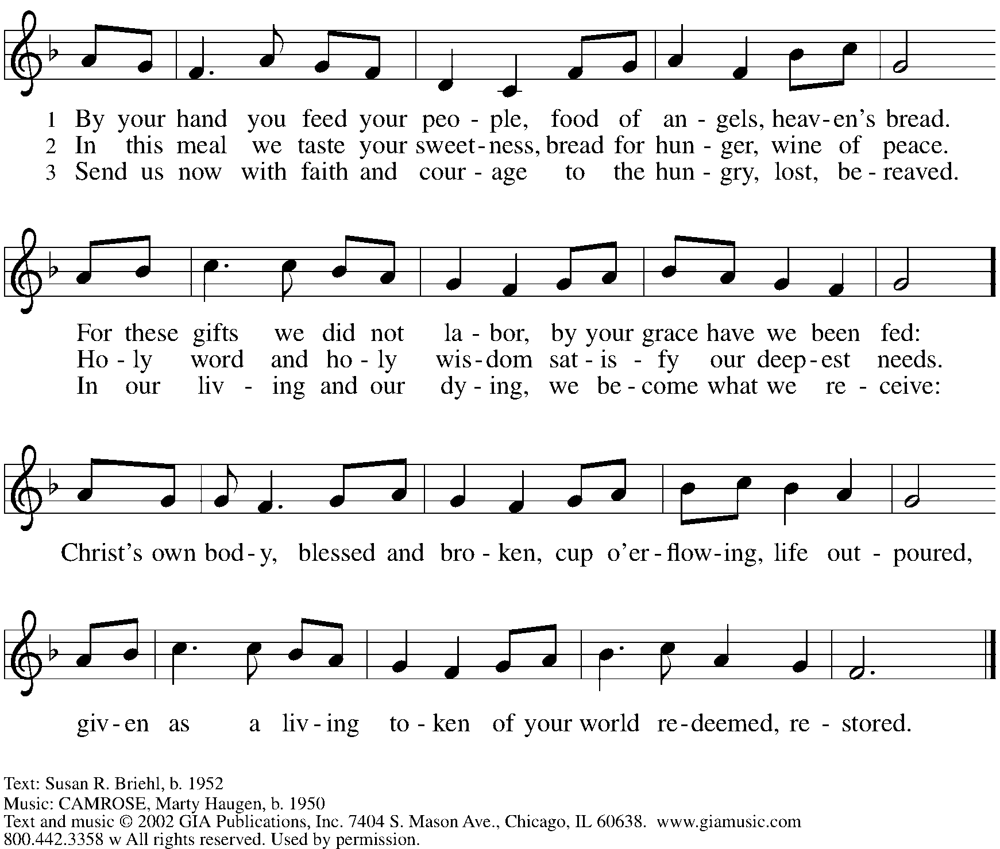 1 By your hand you feed your peo - ple, food of an - gels, heav-en's bread.
2 In this meal we taste your sweet-ness, bread for hun - ger, wine of peace.
3 Send us now with faith and cour - age to the hun - gry, lost, be - reaved.
For these gifts we did not la - bor, by your grace have we been fed:
Ho - ly word and ho - ly wis-dom sat - is - fy our deep-est needs.
In our liv - ing and our dy - ing, we be - come what we re - ceive:
Christ's own bod-y, blessed and bro - ken, cup o'er-flow-ing, life out - poured,
giv-en as a liv-ing to-ken of your world re-deemed, re - stored.
Text: Susan R. Briehl, b. 1952
Music: CAMROSE, Marty Haugen, b. 1950
Text and music © 2002 GIA Publications, Inc. 7404 S. Mason Ave., Chicago, IL 60638. www.giamusic.com
800.442.3358 w All rights reserved. Used by permission.